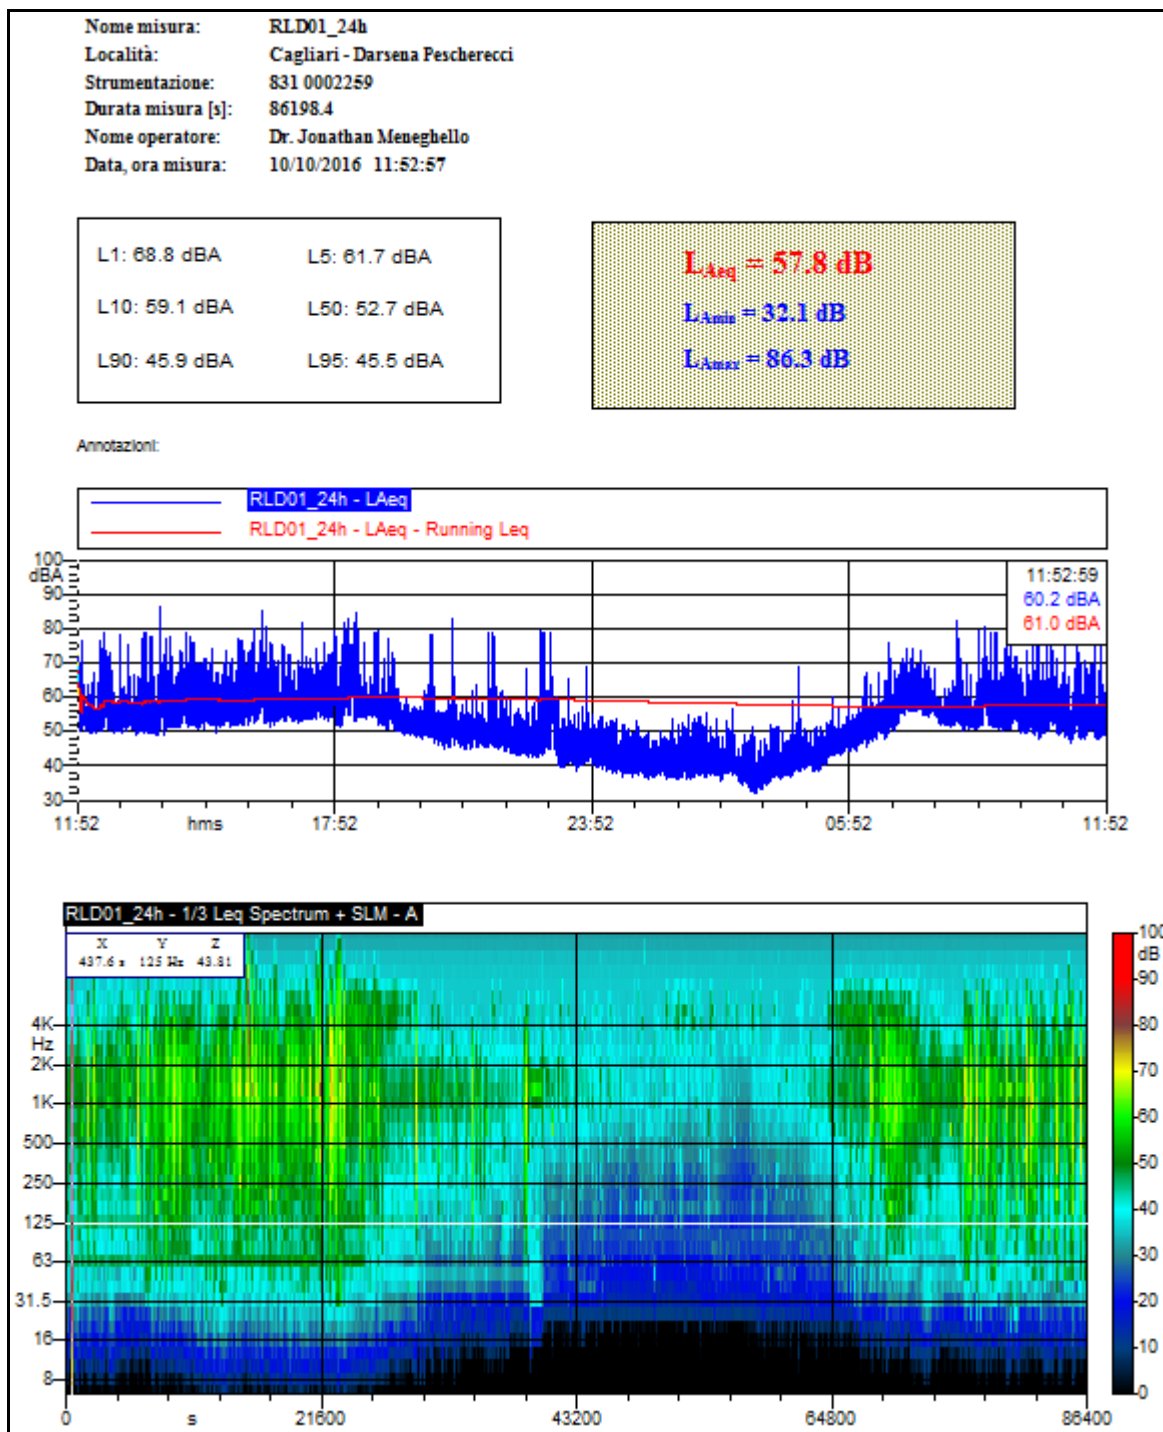 Nome misura: RLD01_24h
Località: Cagliari - Darsena Pescherecci
Strumentazione: 831 0002259
Durata misura [s]: 86198.4
Nome operatore: Dr. Jonathan Meneghello
Data, ora misura: 10/10/2016 11:52:57
L1: 68.8 dBA L5: 61.7 dBA
L10: 59.1 dBA L50: 52.7 dBA
L90: 45.9 dBA L95: 45.5 dBA
LAeq = 57.8 dB
LAmin = 32.1 dB
LAmax = 86.3 dB
Annotazioni:
RLD01_24h - LAeq
RLD01_24h - LAeq - Running Leq
100
dBA
90
80
70
60
50
40
30
11:52:59
60.2 dBA
61.0 dBA
11:52 hms 17:52 23:52 05:52 11:52
RLD01_24h - 1/3 Leq Spectrum + SLM - A
X Y Z
437.6 s 125 Hz 43.81
4K
Hz
2K
1K
500
250
125
63
31.5
16
8
0 s 21600 43200 64800 86400
100
dB
90
80
70
60
50
40
30
20
10
0